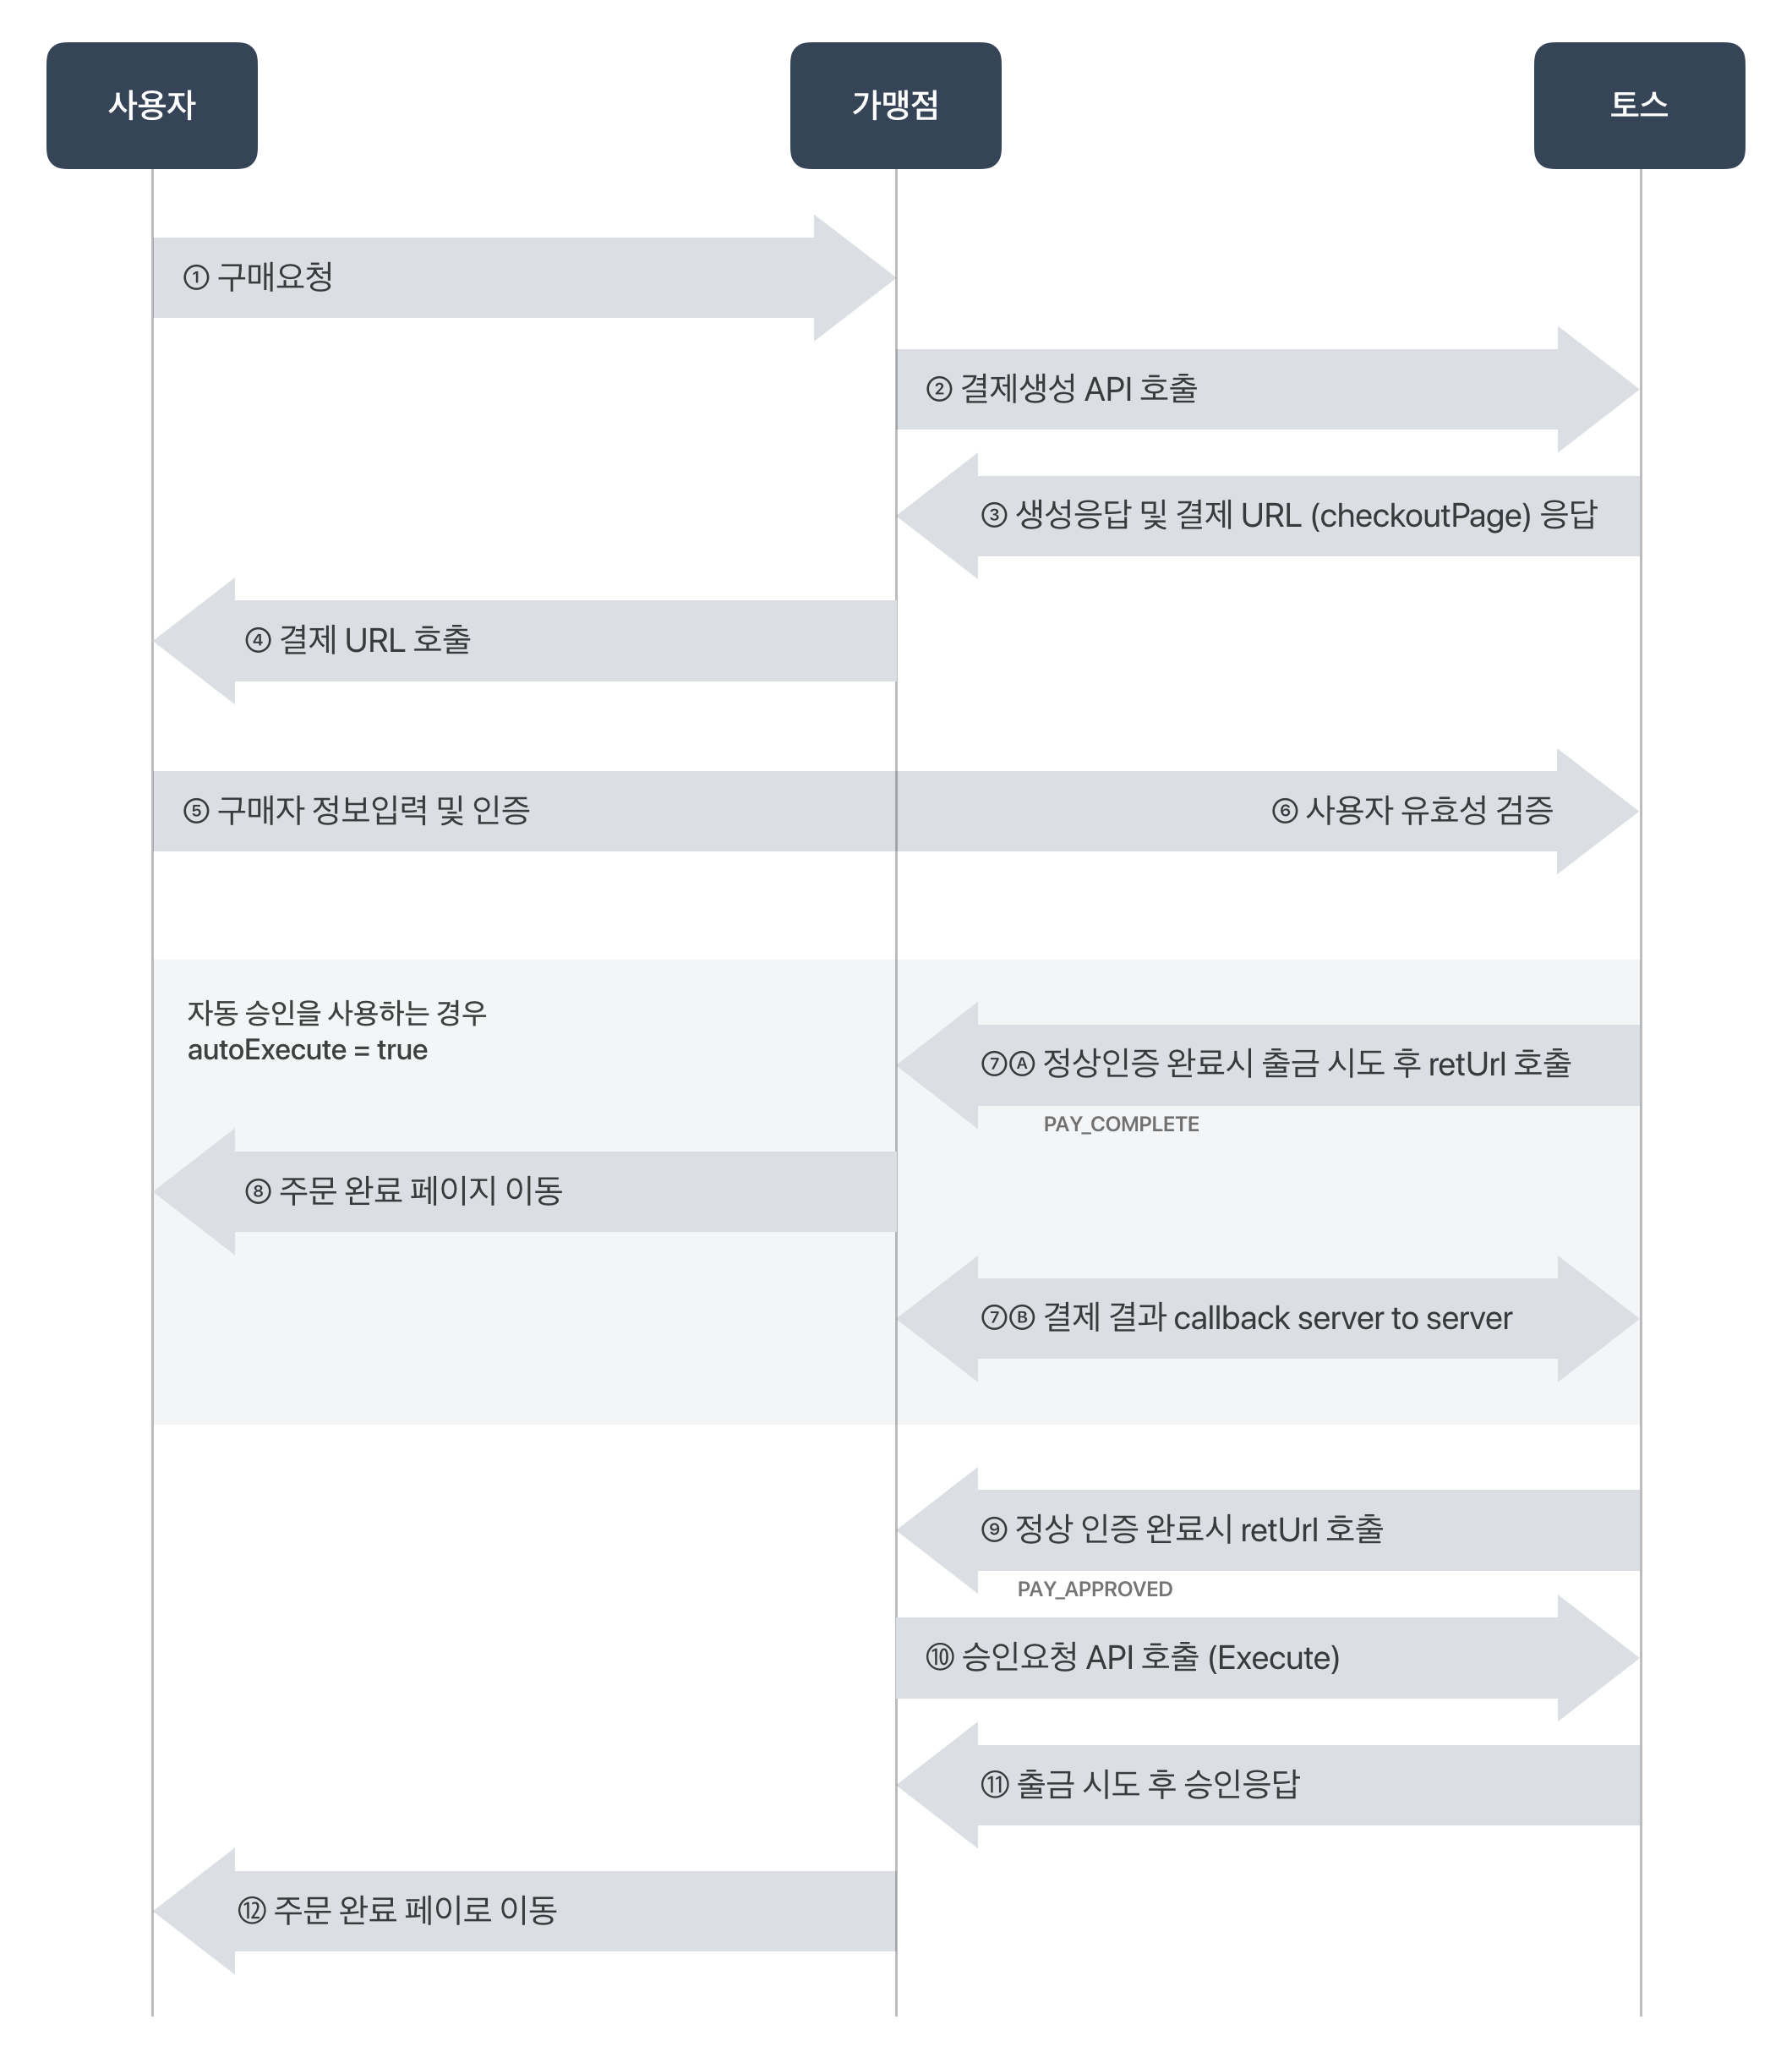 사용자
가맹점
토스
① 구매요청
② 결제생성 API 호출
③ 생성응답 및 결제 URL (checkoutPage) 응답
④ 결제 URL 호출
⑤ 구매자 정보입력 및 인증
⑥ 사용자 유효성 검증
자동 승인을 사용하는 경우
autoExecute = true
⑦Ⓐ 정상인증 완료시 출금 시도 후 retUrl 호출
PAY_COMPLETE
⑧ 주문 완료 페이지 이동
⑦Ⓑ 결제 결과 callback server to server
⑨ 정상 인증 완료시 retUrl 호출
PAY_APPROVED
⑩ 승인요청 API 호출 (Execute)
⑪ 출금 시도 후 승인응답
⑫ 주문 완료 페이로 이동